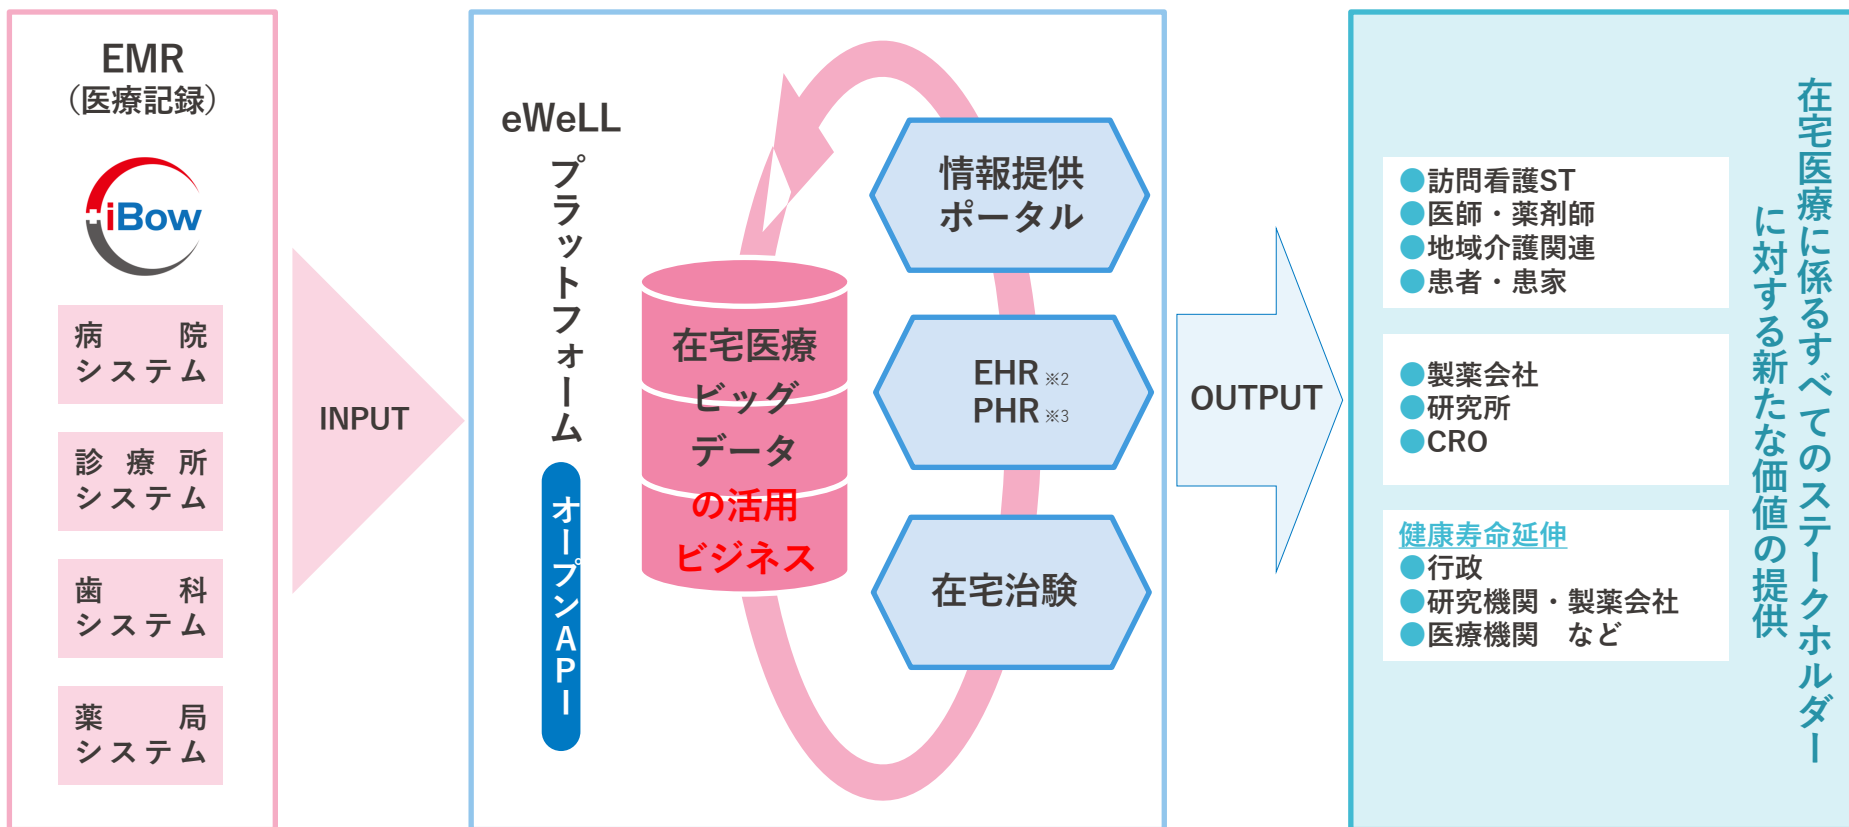 EMR
（医療記録）
iBow
病院
システム
診療所
システム
歯科
システム
薬局
システム
INPUT
eWeLL
プラットフォーム
オープンAPI
在宅医療
ビッグ
データ
の活用
ビジネス
情報提供
ポータル
EHR ※2
PHR ※3
在宅治験
OUTPUT
●訪問看護ST
●医師・薬剤師
●地域介護関連
●患者・患家
●製薬会社
●研究所
●CRO
健康寿命延伸
●行政
●研究機関・製薬会社
●医療機関　など
在宅医療に係るすべてのステークホルダー
に対する新たな価値の提供